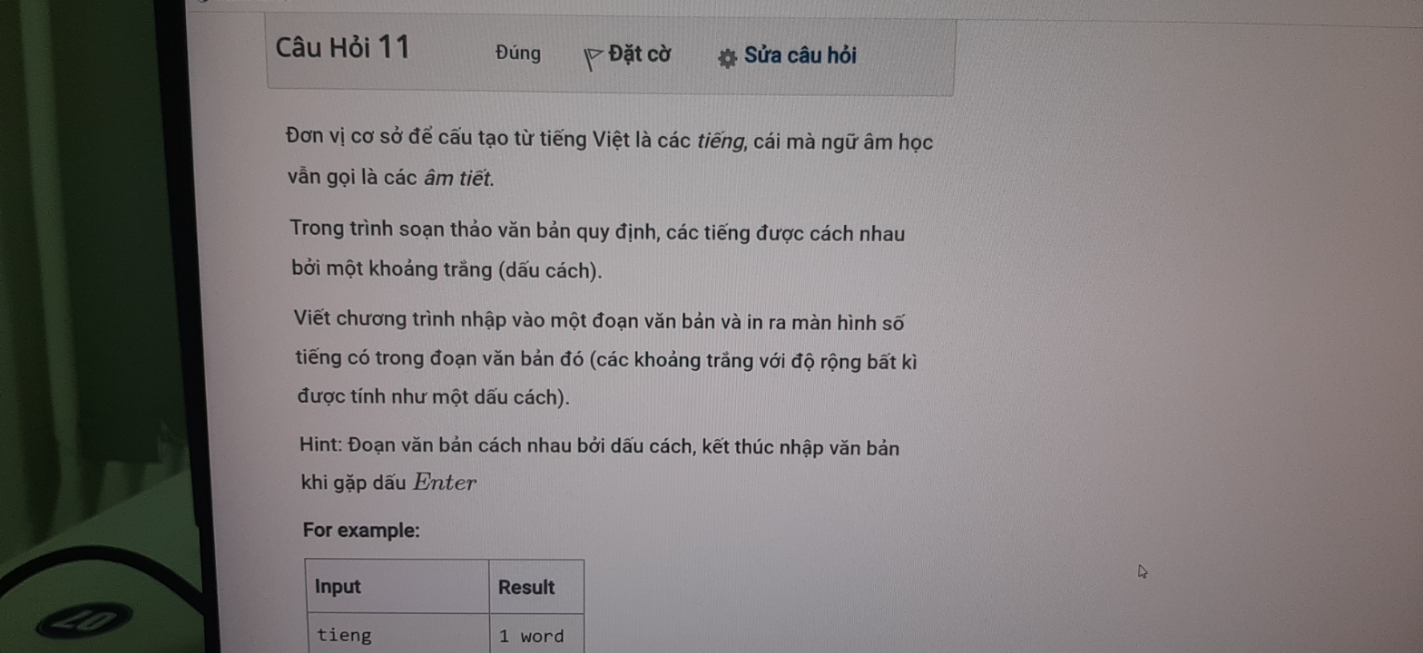 Câu Hỏi 11 Đúng Đặt cờ Sửa câu hỏi
Đơn vị cơ sở để cấu tạo từ tiếng Việt là các tiếng, cái mà ngữ âm học
vẫn gọi là các âm tiết.
Trong trình soạn thảo văn bản quy định, các tiếng được cách nhau
bởi một khoảng trắng (dấu cách).
Viết chương trình nhập vào một đoạn văn bản và in ra màn hình số
tiếng có trong đoạn văn bản đó (các khoảng trắng với độ rộng bất kì
được tính như một dấu cách).
Hint: Đoạn văn bản cách nhau bởi dấu cách, kết thúc nhập văn bản
khi gặp dấu Enter
For example:
Input Result
tieng 1 word